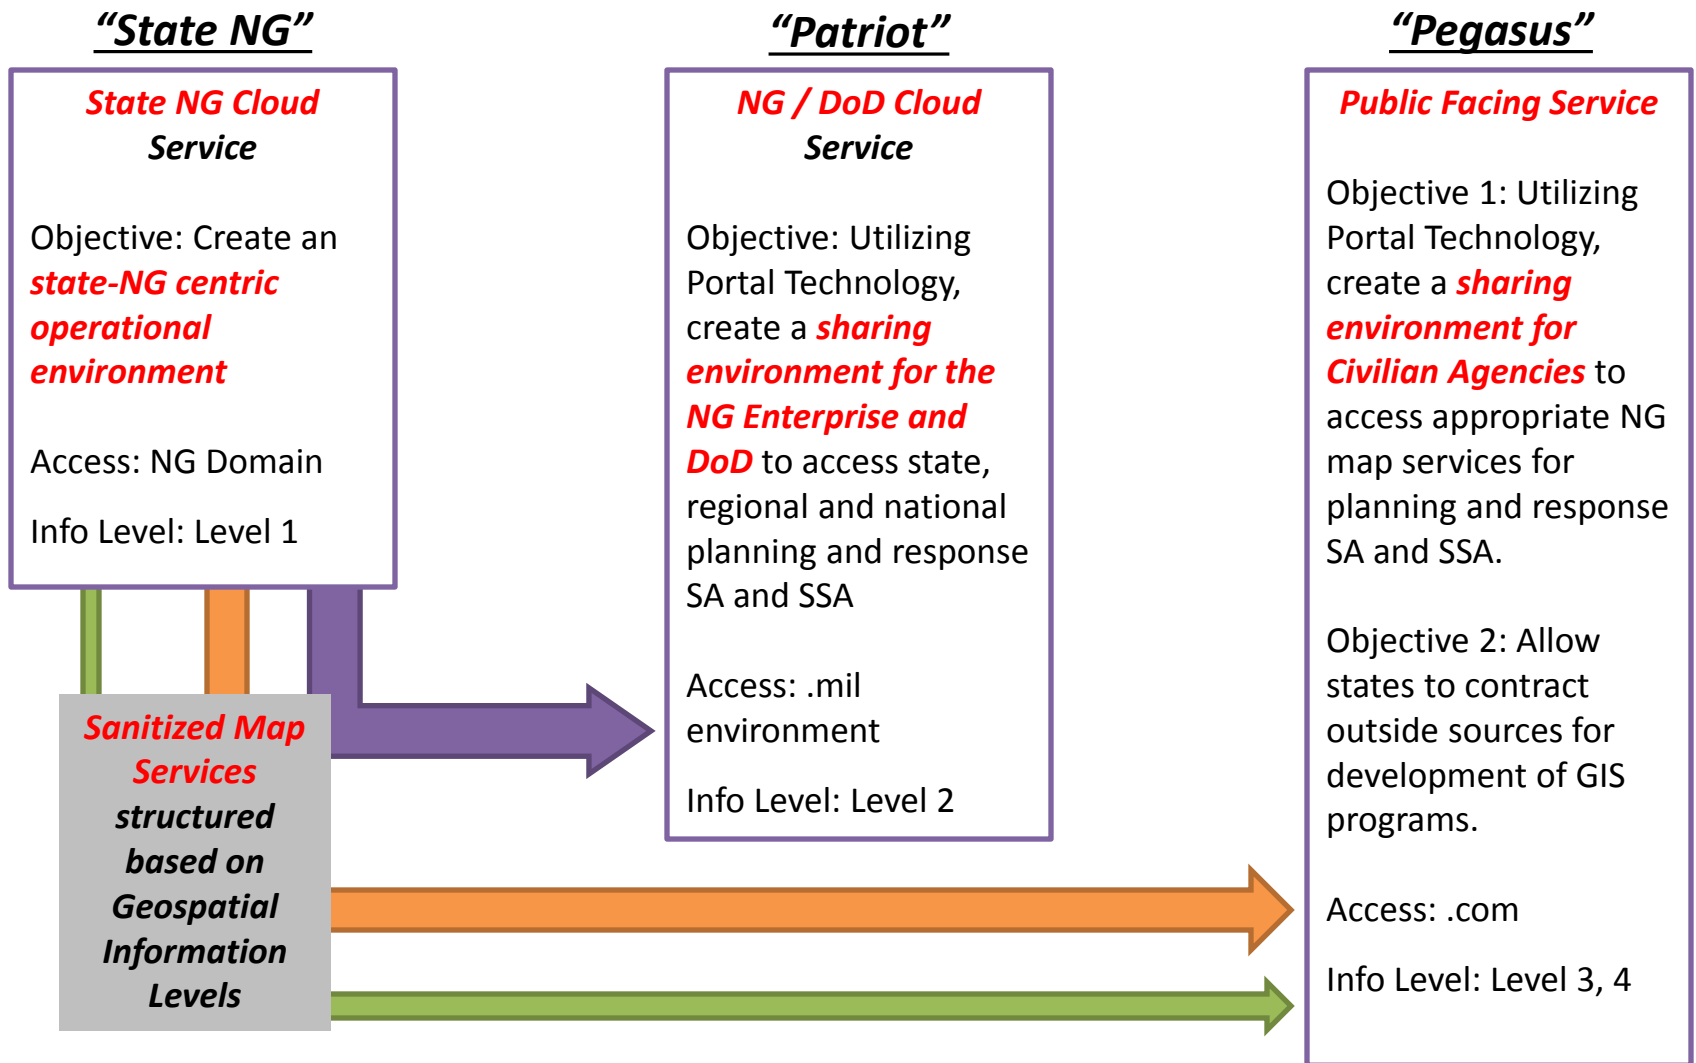 “State NG”
State NG Cloud
Service
Objective: Create an
state-NG centric
operational
environment
Access: NG Domain
Info Level: Level 1
Sanitized Map
Services
structured
based on
Geospatial
Information
Levels
“Patriot”
NG / DoD Cloud
Service
Objective: Utilizing
Portal Technology,
create a sharing
environment for the
NG Enterprise and
DoD to access state,
regional and national
planning and response
SA and SSA
Access: .mil
environment
Info Level: Level 2
“Pegasus”
Public Facing Service
Objective 1: Utilizing
Portal Technology,
create a sharing
environment for
Civilian Agencies to
access appropriate NG
map services for
planning and response
SA and SSA.
Objective 2: Allow
states to contract
outside sources for
development of GIS
programs.
Access: .com
Info Level: Level 3, 4